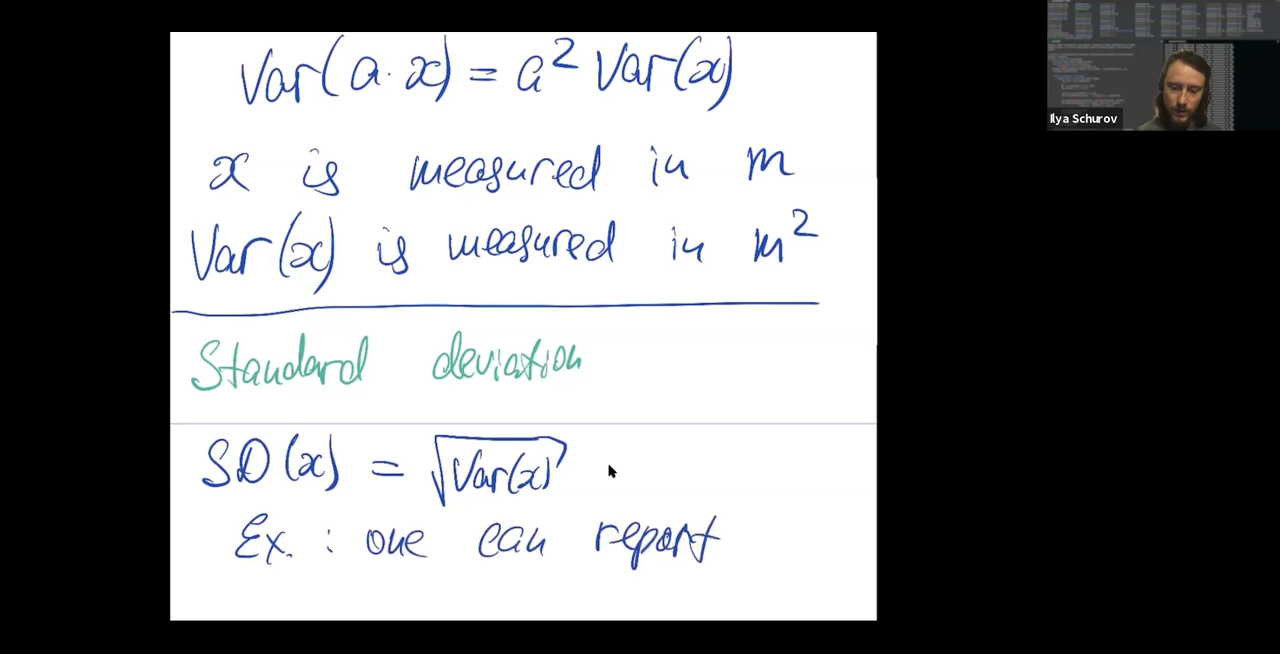 Var(a·x) = a² Var(x)
x is measured in m
Var(x) is measured in m²
Standard deviation
SD(x) = √Var(x)
Ex. : one can report
Ilya Schurov